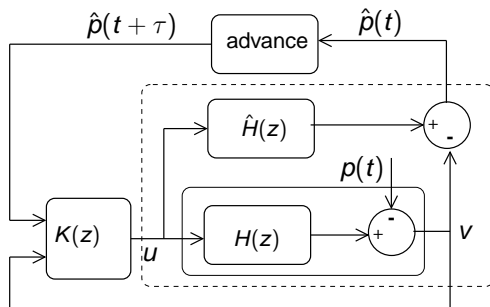 p̂(t + τ)
advance
p̂(t)
Ĥ(z)
+
-
p(t)
-
K(z)
u
H(z)
+
v